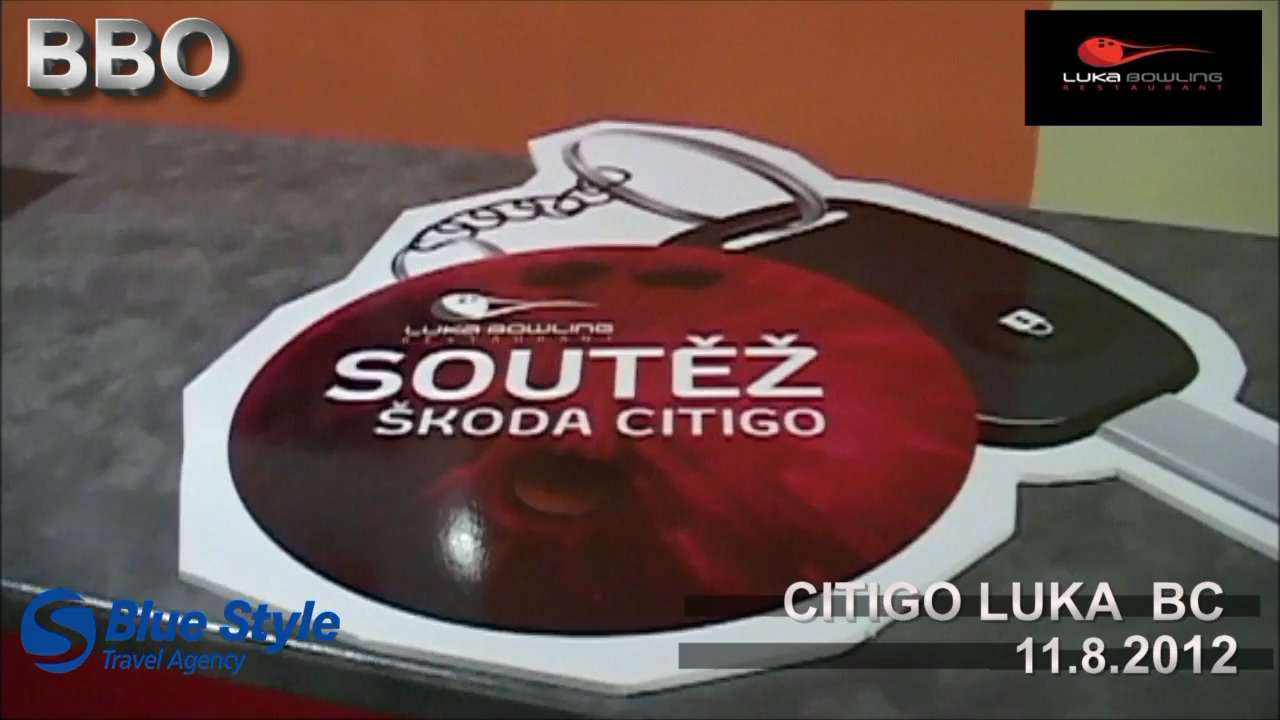 BBO
LUKA BOWLING
RESTAURANT
LUKA BOWLING
RESTAURANT
SOUTĚŽ
ŠKODA CITIGO
Blue Style
Travel Agency
CITIGO LUKA BC
11.8.2012